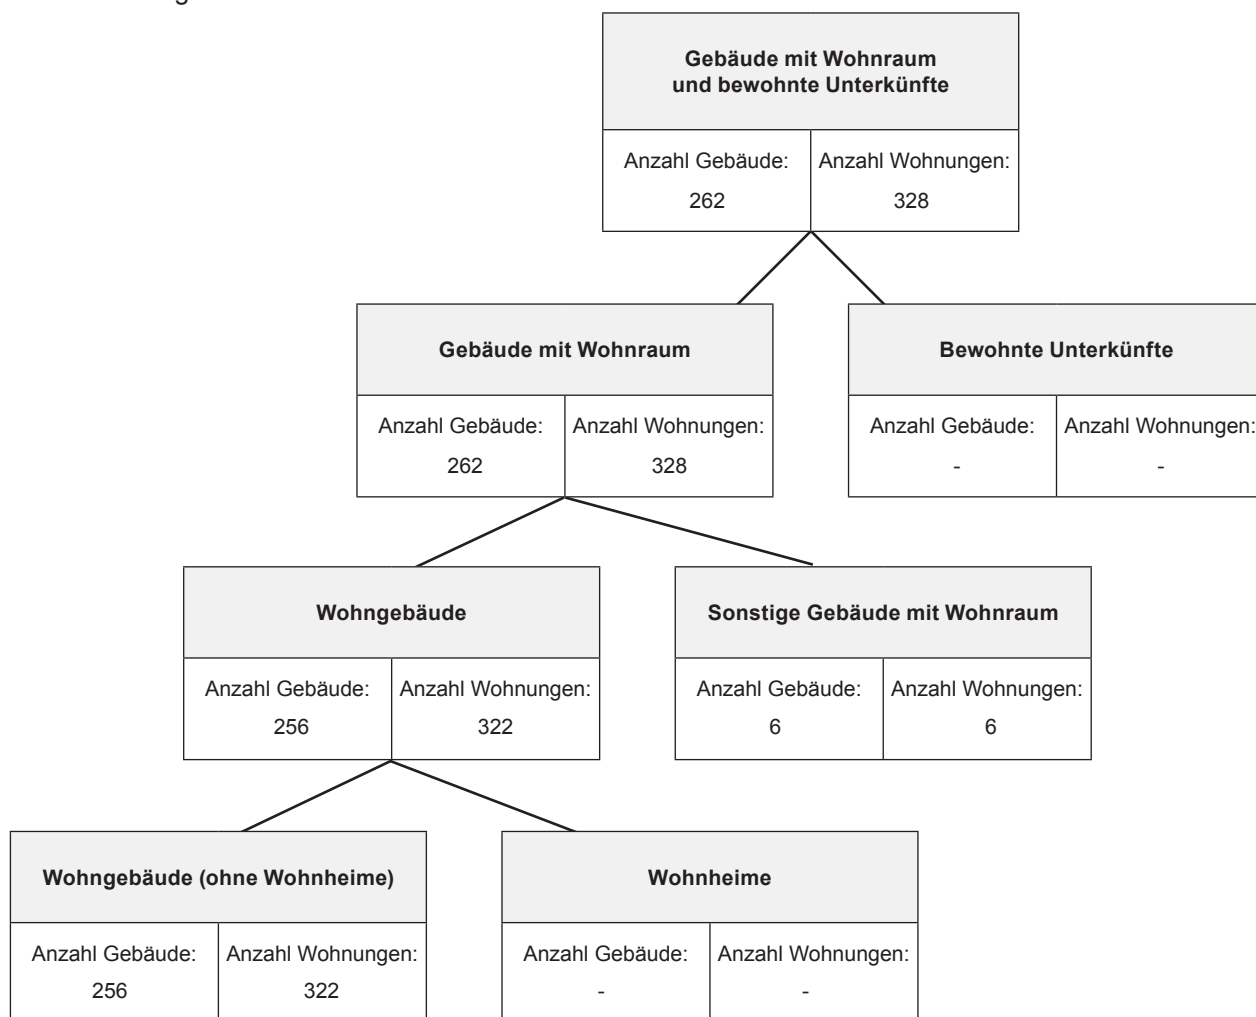 Gebäude mit Wohnraum
und bewohnte Unterkünfte
Anzahl Gebäude: Anzahl Wohnungen:
262 328
Gebäude mit Wohnraum
Bewohnte Unterkünfte
Anzahl Gebäude: Anzahl Wohnungen:
262 328
Anzahl Gebäude: Anzahl Wohnungen:
- -
Wohngebäude
Sonstige Gebäude mit Wohnraum
Anzahl Gebäude: Anzahl Wohnungen:
256 322
Anzahl Gebäude: Anzahl Wohnungen:
6 6
Wohngebäude (ohne Wohnheime)
Wohnheime
Anzahl Gebäude: Anzahl Wohnungen:
256 322
Anzahl Gebäude: Anzahl Wohnungen:
- -